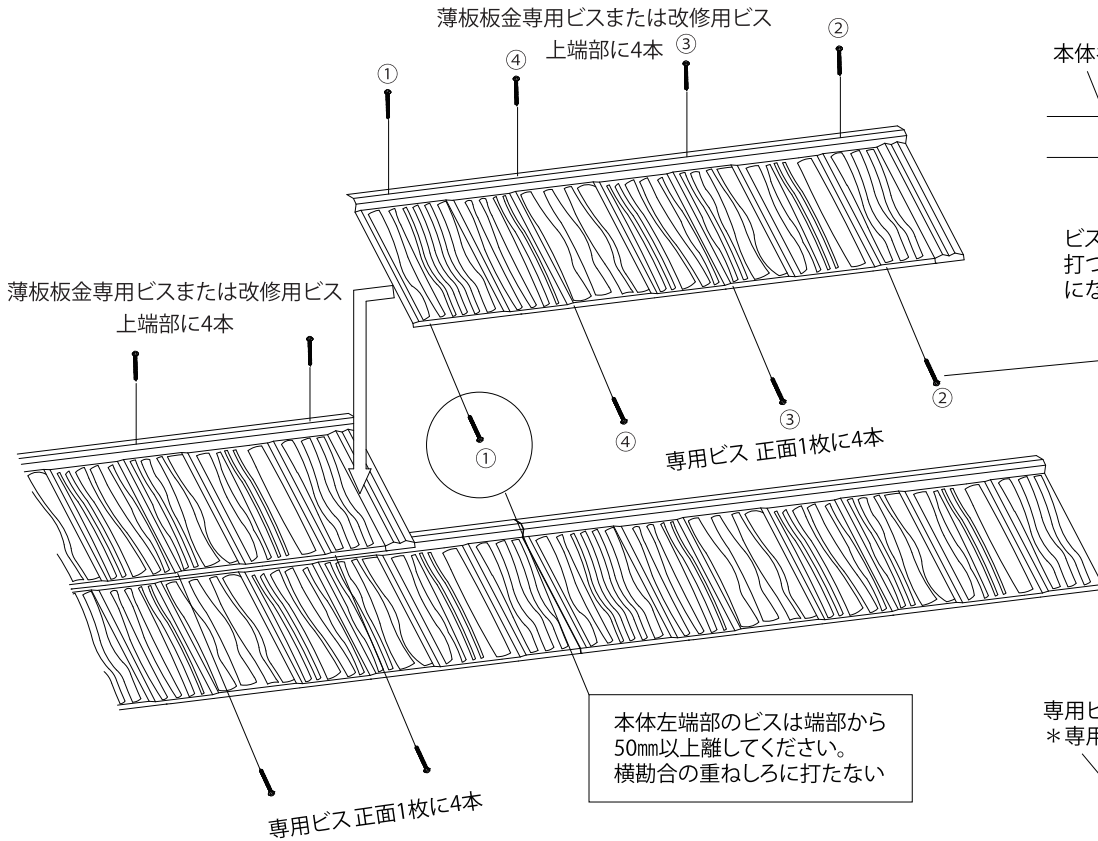 薄板板金専用ビスまたは改修用ビス
上端部に4本
①
④
③
②
本体
ビス
打つ
にな
薄板板金専用ビスまたは改修用ビス
上端部に4本
①
④
③
②
専用ビス 正面1枚に4本
本体左端部のビスは端部から
50㎜以上離してください。
横勘合の重ねしろに打たない
専用ビ
＊専用
専用ビス 正面1枚に4本